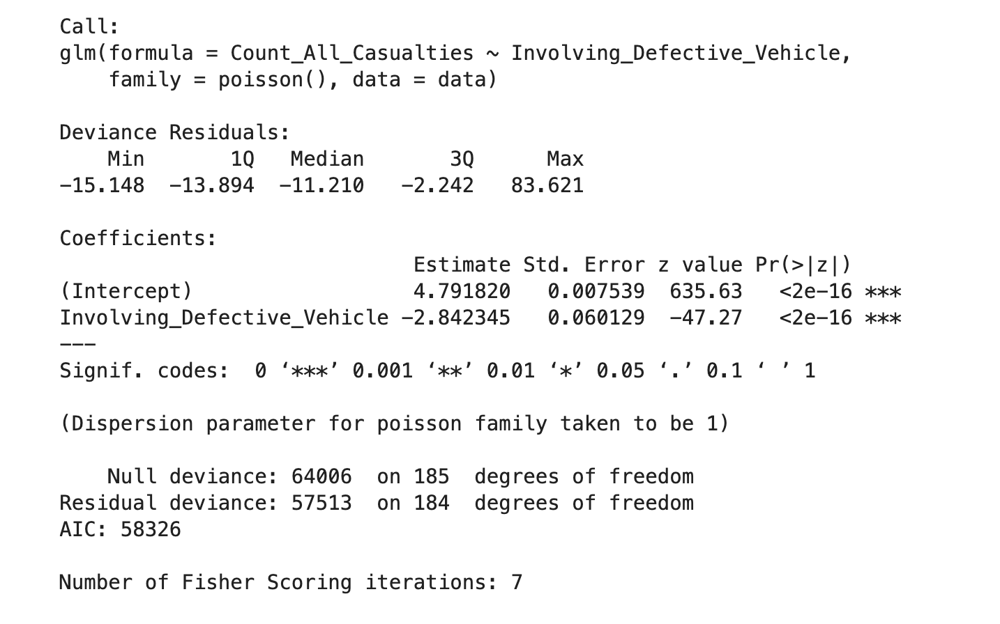 Call:
glm(formula = Count_All_Casualties ~ Involving_Defective_Vehicle,
    family = poisson(), data = data)

Deviance Residuals:
    Min       1Q   Median       3Q      Max
−15.148  −13.894  −11.210   −2.242   83.621

Coefficients:
                             Estimate Std. Error z value Pr(>|z|)
(Intercept)                  4.791820   0.007539  635.63   <2e−16 ***
Involving_Defective_Vehicle −2.842345   0.060129  −47.27   <2e−16 ***
−−−
Signif. codes:  0 ‘***’ 0.001 ‘**’ 0.01 ‘*’ 0.05 ‘.’ 0.1 ‘ ’ 1

(Dispersion parameter for poisson family taken to be 1)

    Null deviance: 64006  on 185  degrees of freedom
Residual deviance: 57513  on 184  degrees of freedom
AIC: 58326

Number of Fisher Scoring iterations: 7